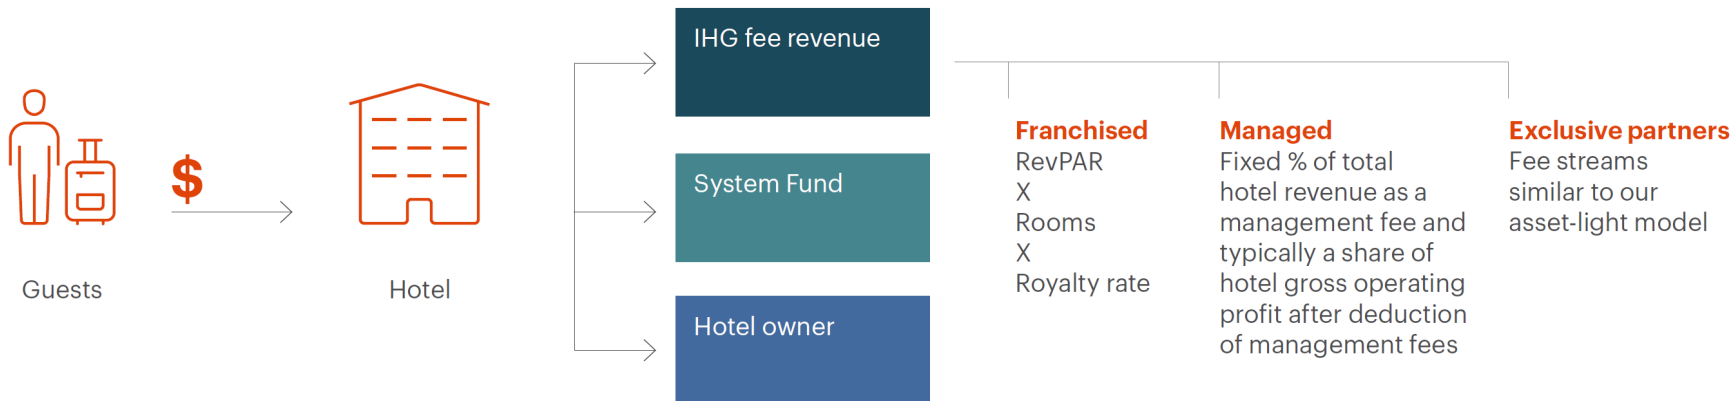 Guests
$
Hotel
IHG fee revenue
System Fund
Hotel owner
Franchised
RevPAR
X
Rooms
X
Royalty rate
Managed
Fixed % of total
hotel revenue as a
management fee and
typically a share of
hotel gross operating
profit after deduction
of management fees
Exclusive partners
Fee streams
similar to our
asset-light model